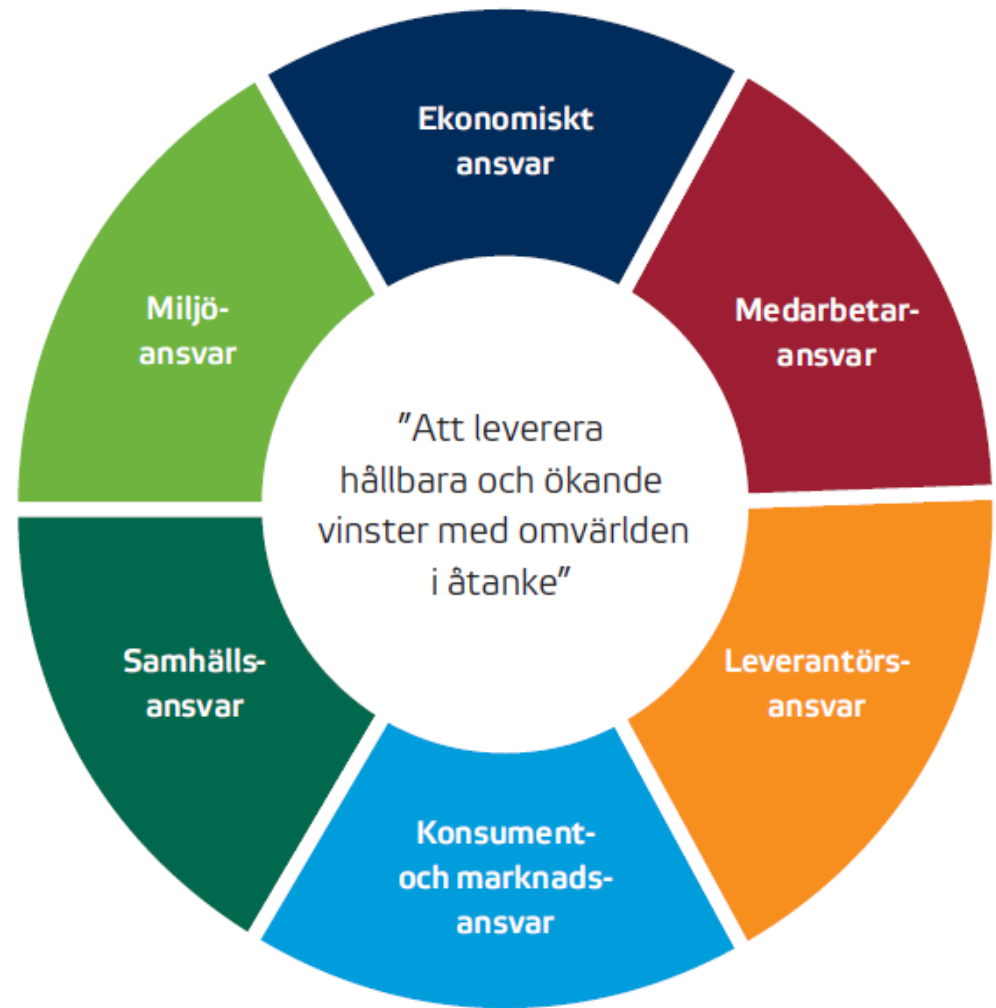 Ekonomiskt
ansvar
Medarbetar-
ansvar
Leverantörs-
ansvar
Konsument-
och marknads-
ansvar
Samhälls-
ansvar
Miljö-
ansvar
”Att leverera
hållbara och ökande
vinster med omvärlden
i åtanke”